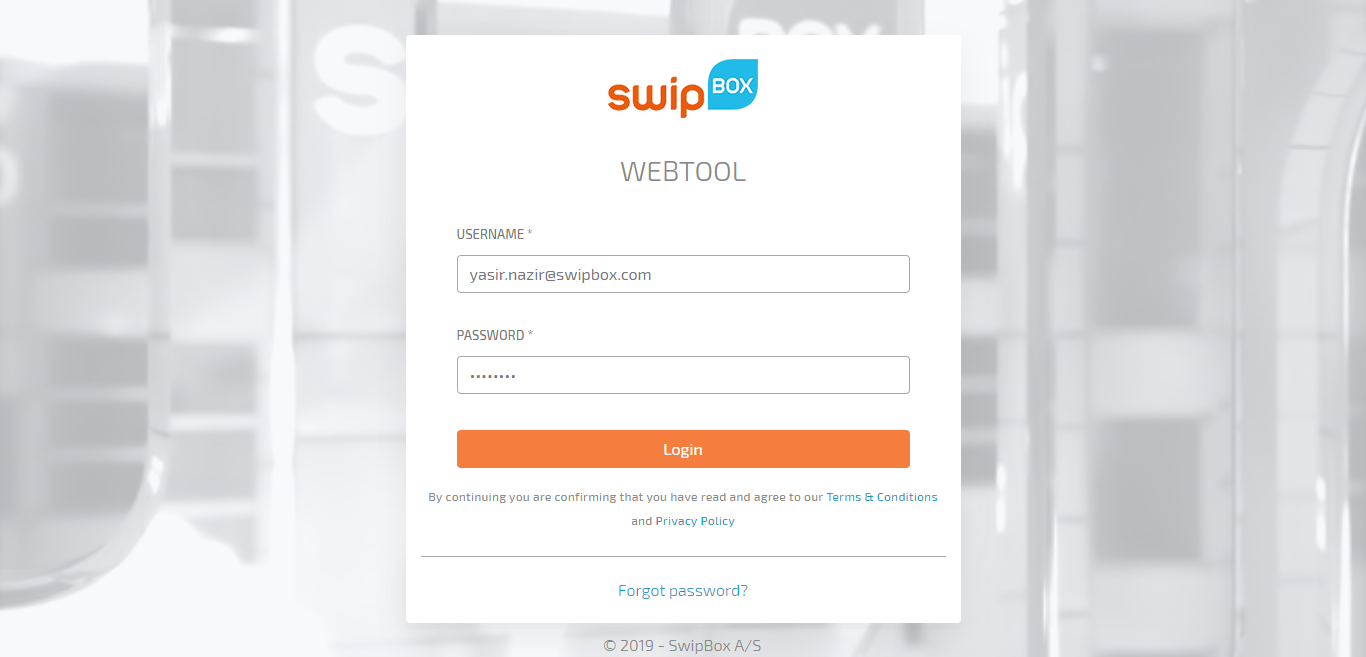 swip BOX
WEBTOOL
USERNAME *
yasir.nazir@swipbox.com
PASSWORD *
••••••••
Login
By continuing you are confirming that you have read and agree to our Terms & Conditions
and Privacy Policy
Forgot password?
© 2019 - SwipBox A/S